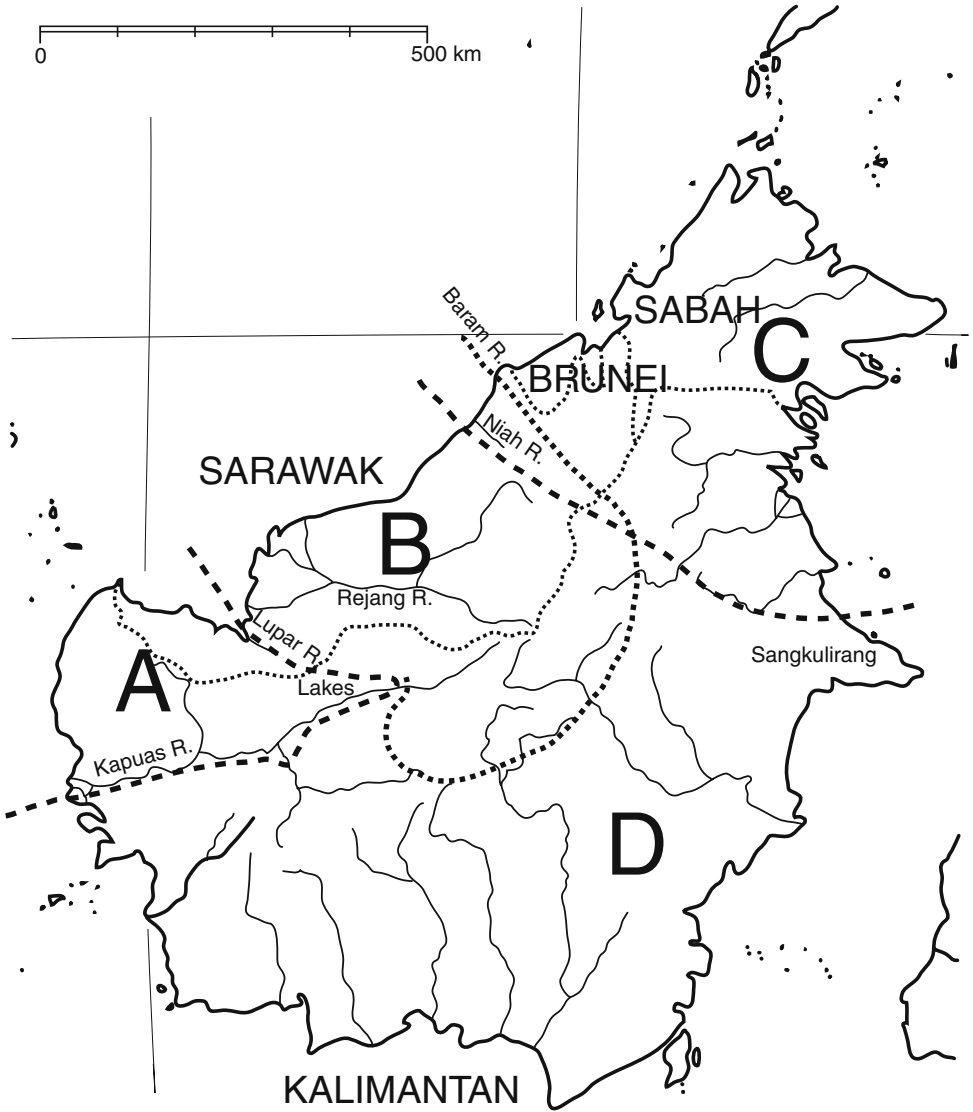 0
500 km
Baram R.
SABAH
C
BRUNEI
Niah R.
SARAWAK
B
Rejang R.
Lupar R.
Sangkulirang
A
Lakes
Kapuas R.
D
KALIMANTAN